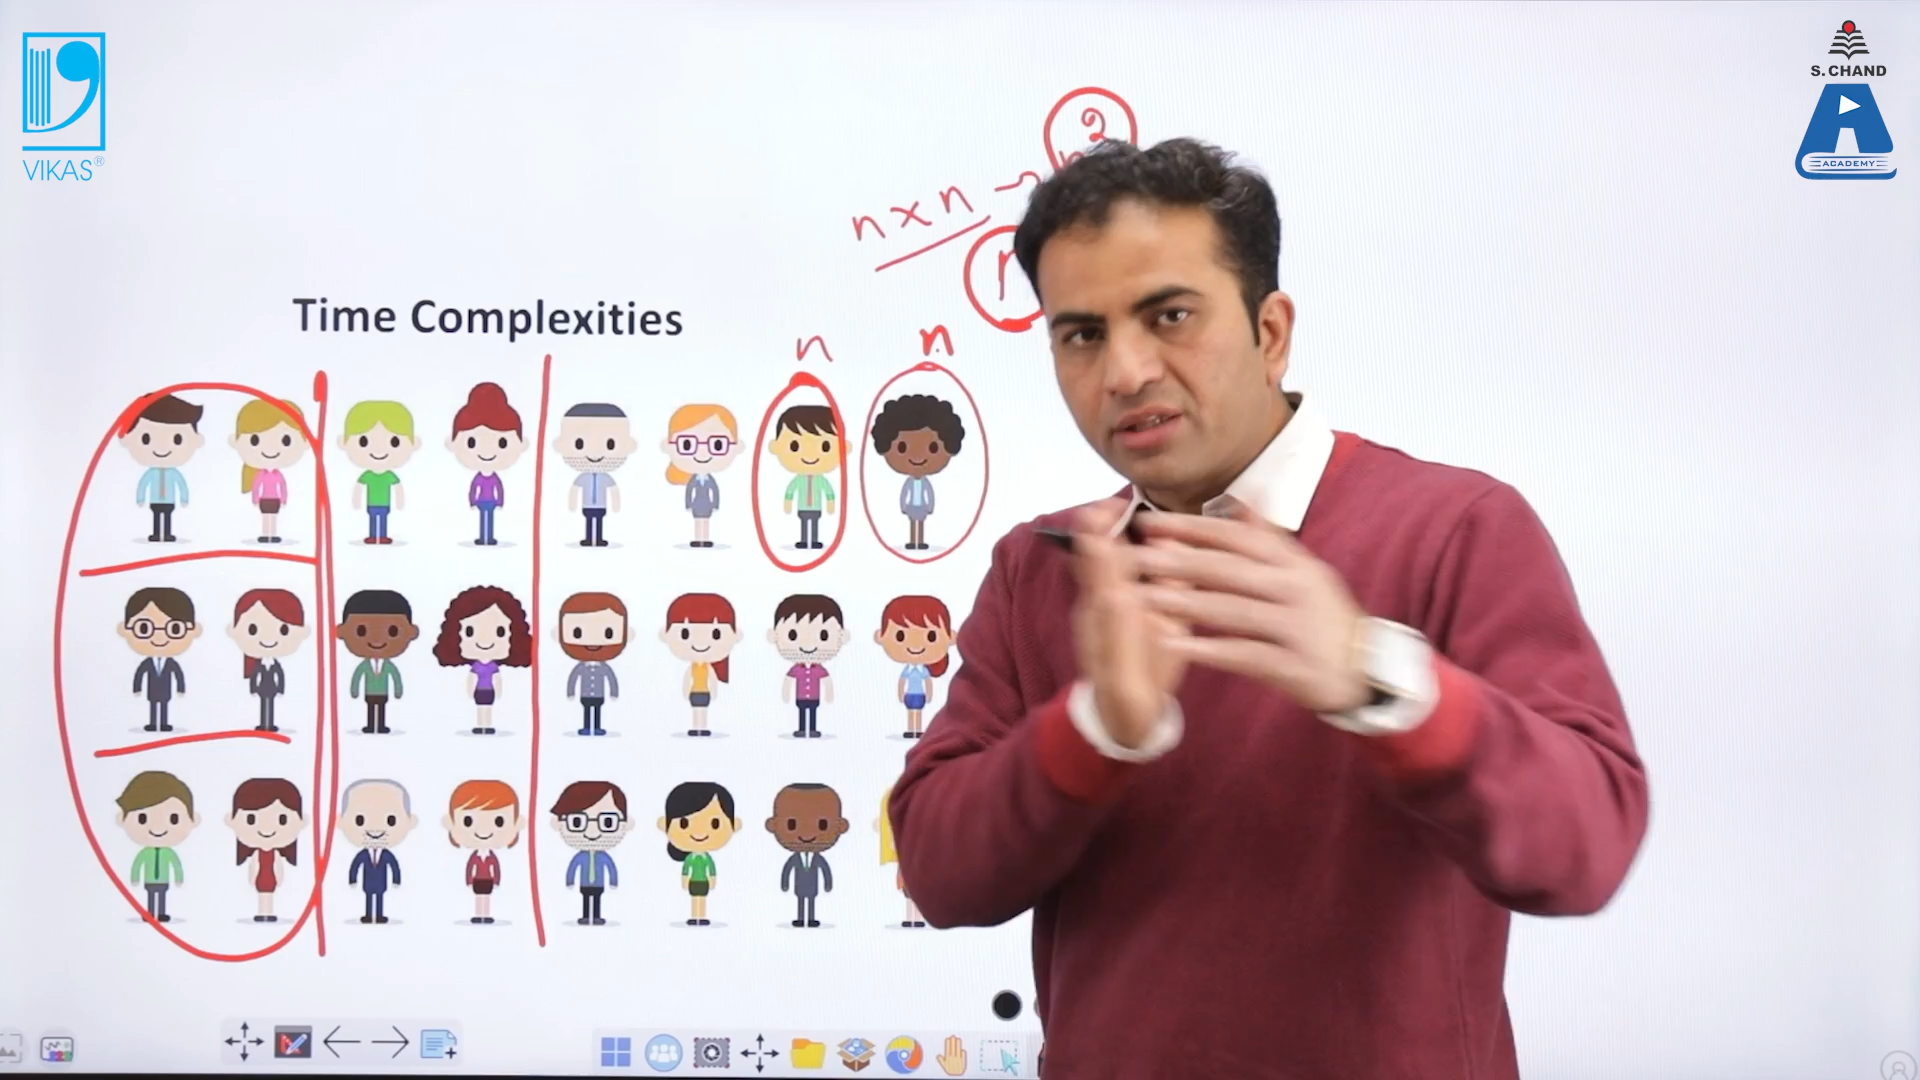 VIKAS®
S. CHAND
ACADEMY
n × n →
Time Complexities
n
n